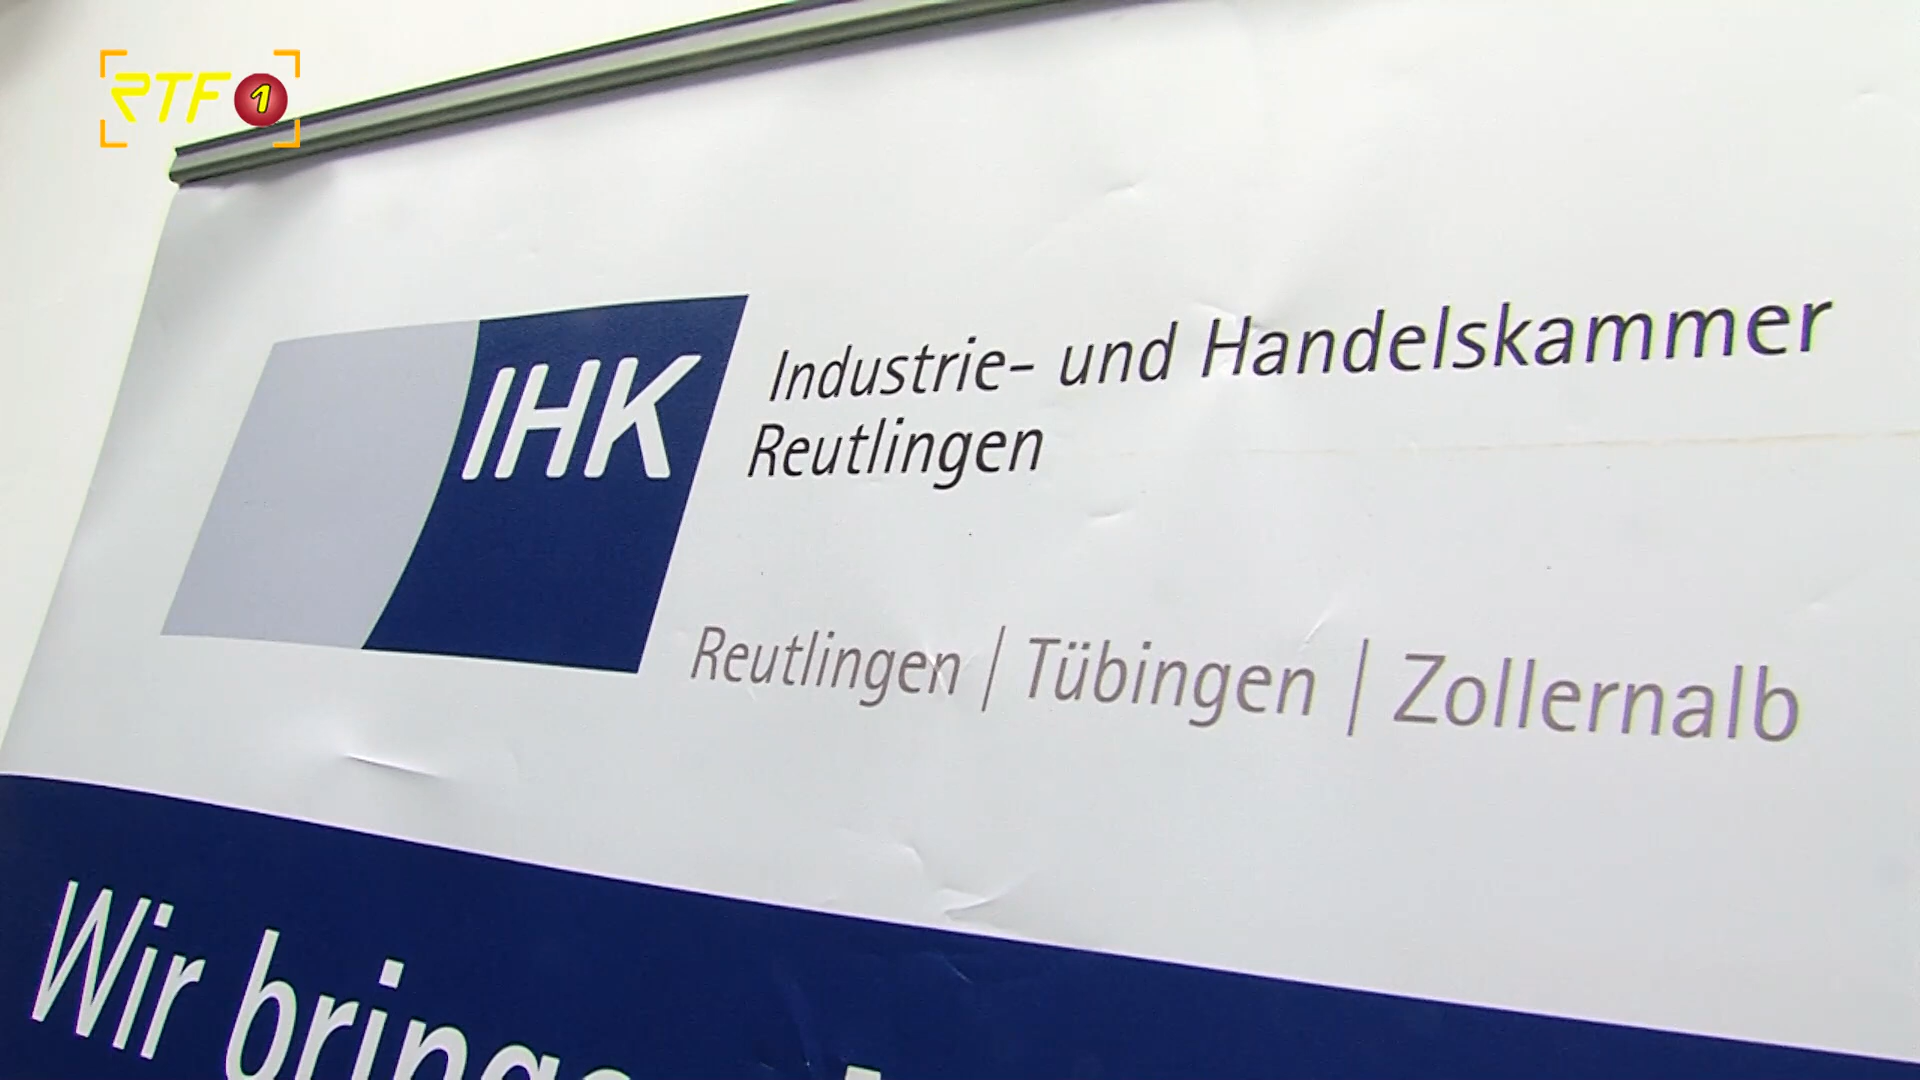 RTF 1
IHK
Industrie- und Handelskammer
Reutlingen
Reutlingen | Tübingen | Zollernalb
Wir